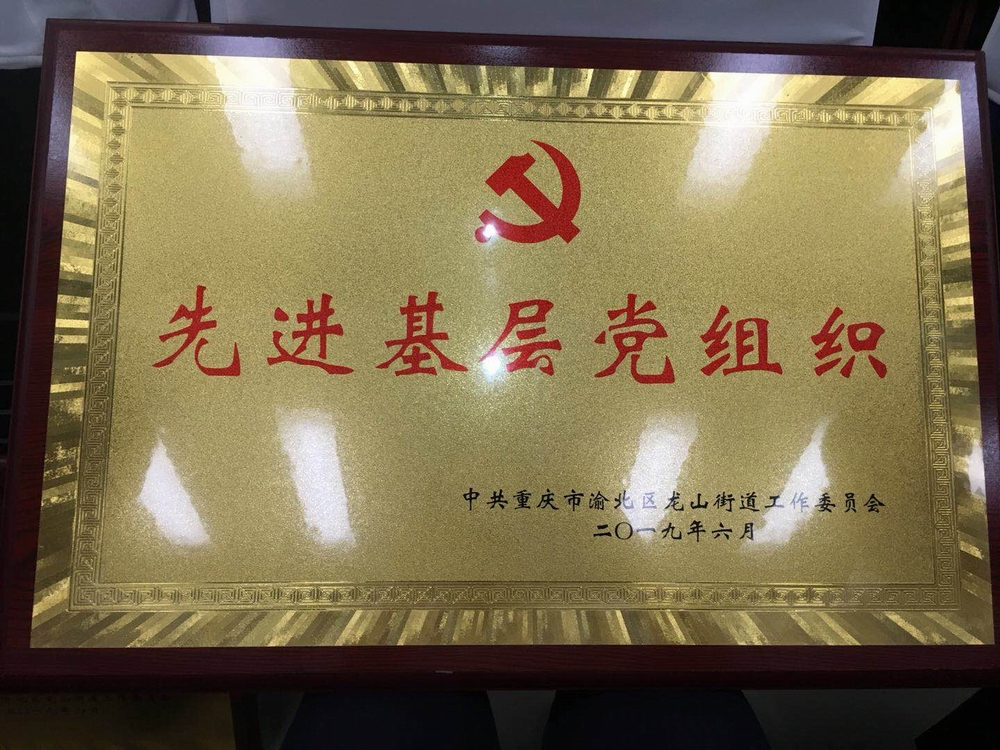 先进基层党组织
中共重庆市渝北区龙山街道工作委员会
二〇一九年六月